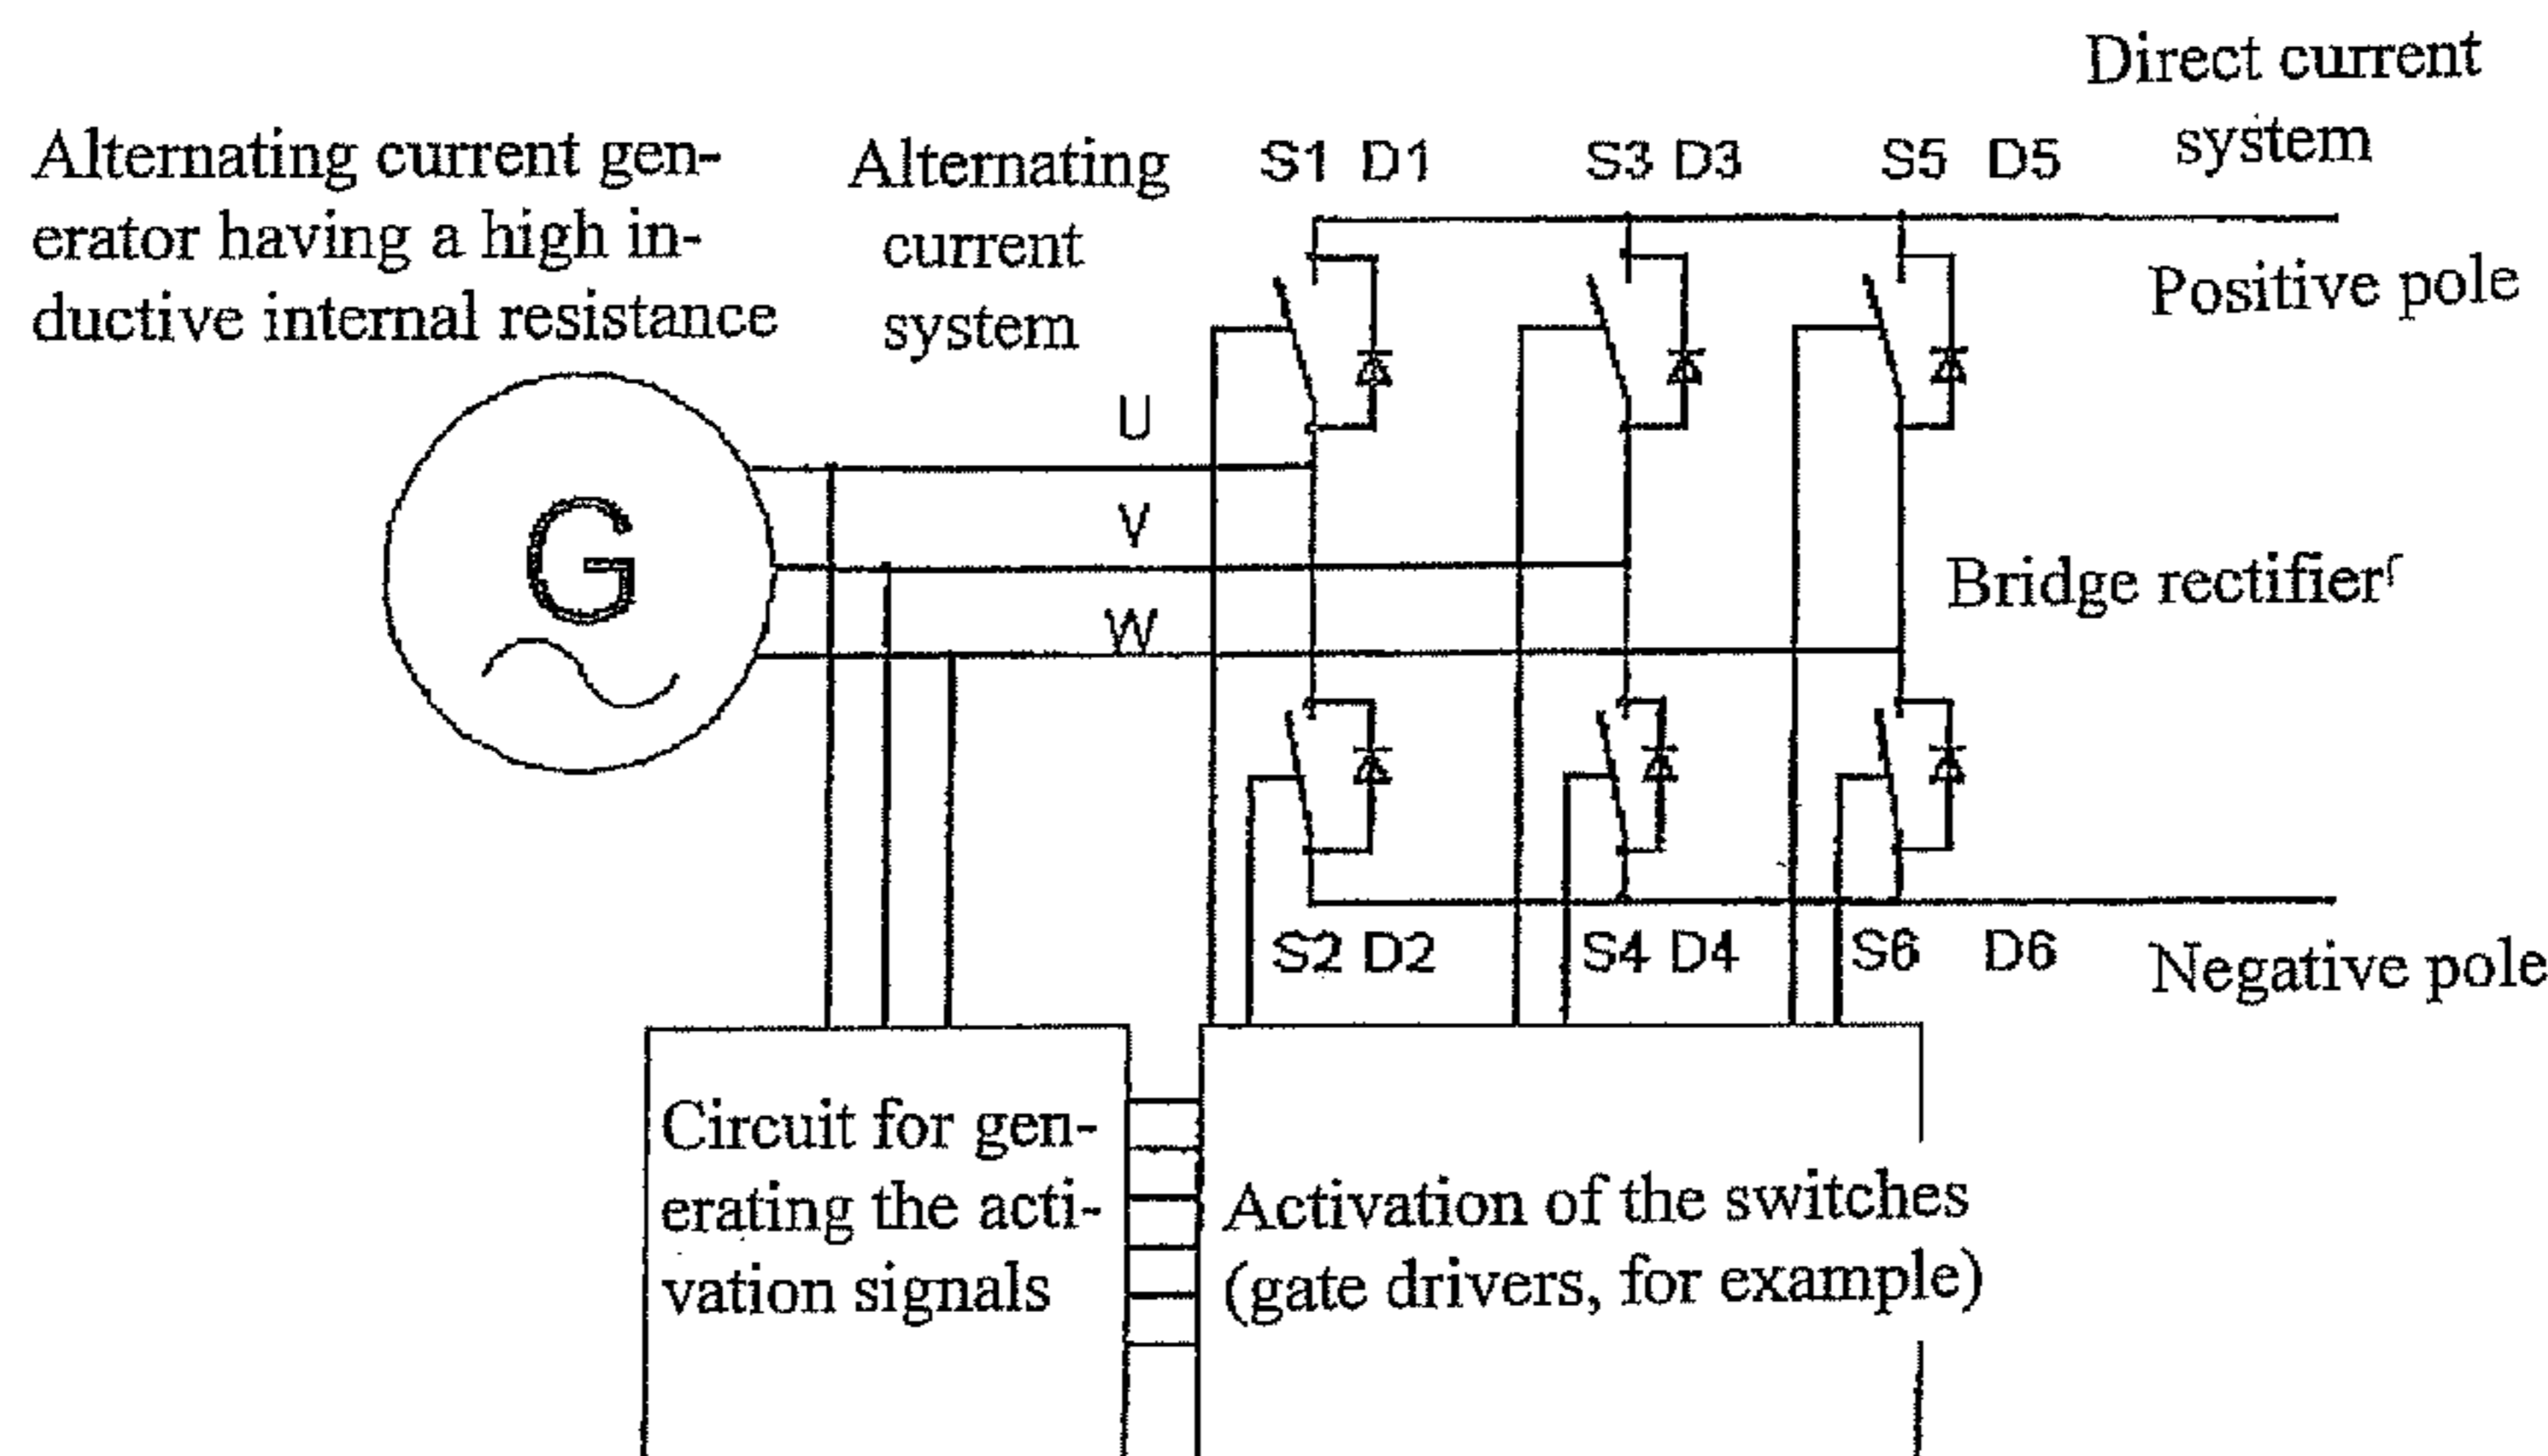 Direct current
system
Alternating current gen-
erator having a high in-
ductive internal resistance
Alternating
current
system
S1 D1
S3 D3
S5 D5
Positive pole
U
V
W
G
Bridge rectifier
S2 D2
S4 D4
S6 D6
Negative pole
Circuit for gen-
erating the acti-
vation signals
Activation of the switches
(gate drivers, for example)